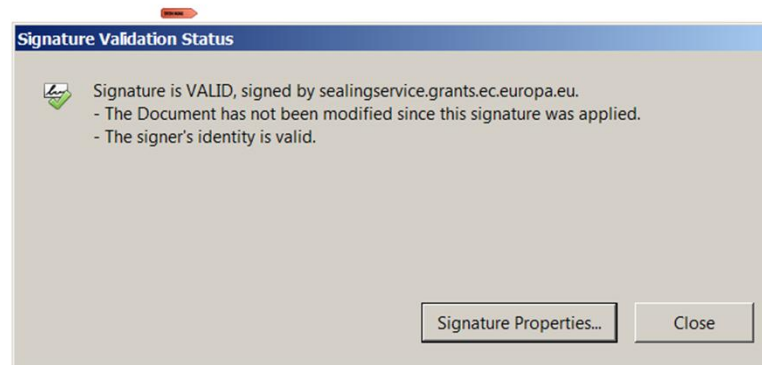 Signature Validation Status
Signature is VALID, signed by sealingservice.grants.ec.europa.eu.
- The Document has not been modified since this signature was applied.
- The signer's identity is valid.
Signature Properties...
Close